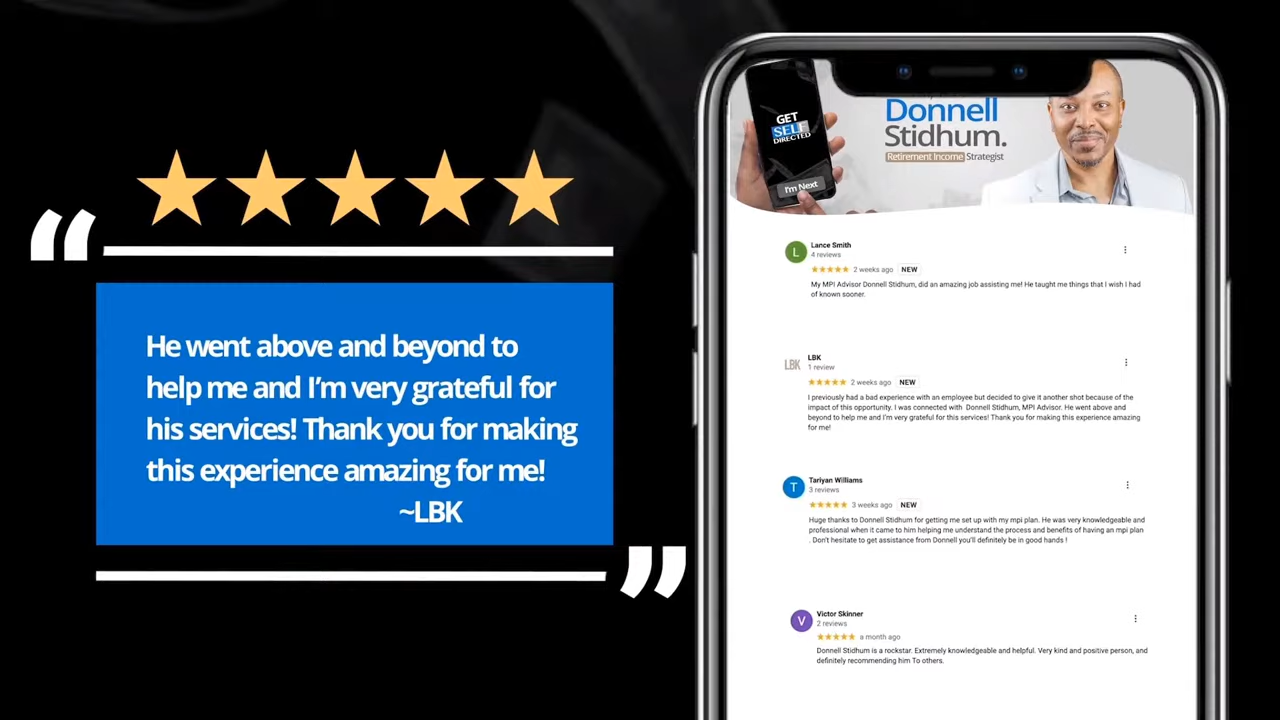 “
He went above and beyond to
help me and I’m very grateful for
his services! Thank you for making
this experience amazing for me!
~LBK
”
GET
SELF
DIRECTED
I'm Next
Donnell
Stidhum.
Retirement Income Strategist
L
Lance Smith
4 reviews
2 weeks ago NEW
My MPI Advisor Donnell Stidhum, did an amazing job assisting me! He taught me things that I wish I had
of known sooner.
LBK
LBK
1 review
2 weeks ago NEW
I previously had a bad experience with an employee but decided to give it another shot because of the
impact of this opportunity. I was connected with Donnell Stidhum, MPI Advisor. He went above and
beyond to help me and I'm very grateful for this services! Thank you for making this experience amazing
for me!
T
Tariyan Williams
3 reviews
3 weeks ago NEW
Huge thanks to Donnell Stidhum for getting me set up with my mpi plan. He was very knowledgeable and
professional when it came to him helping me understand the process and benefits of having an mpi plan
. Don't hesitate to get assistance from Donnell you'll definitely be in good hands !
V
Victor Skinner
2 reviews
a month ago
Donnell Stidhum is a rockstar. Extremely knowledgeable and helpful. Very kind and positive person, and
definitely recommending him To others.